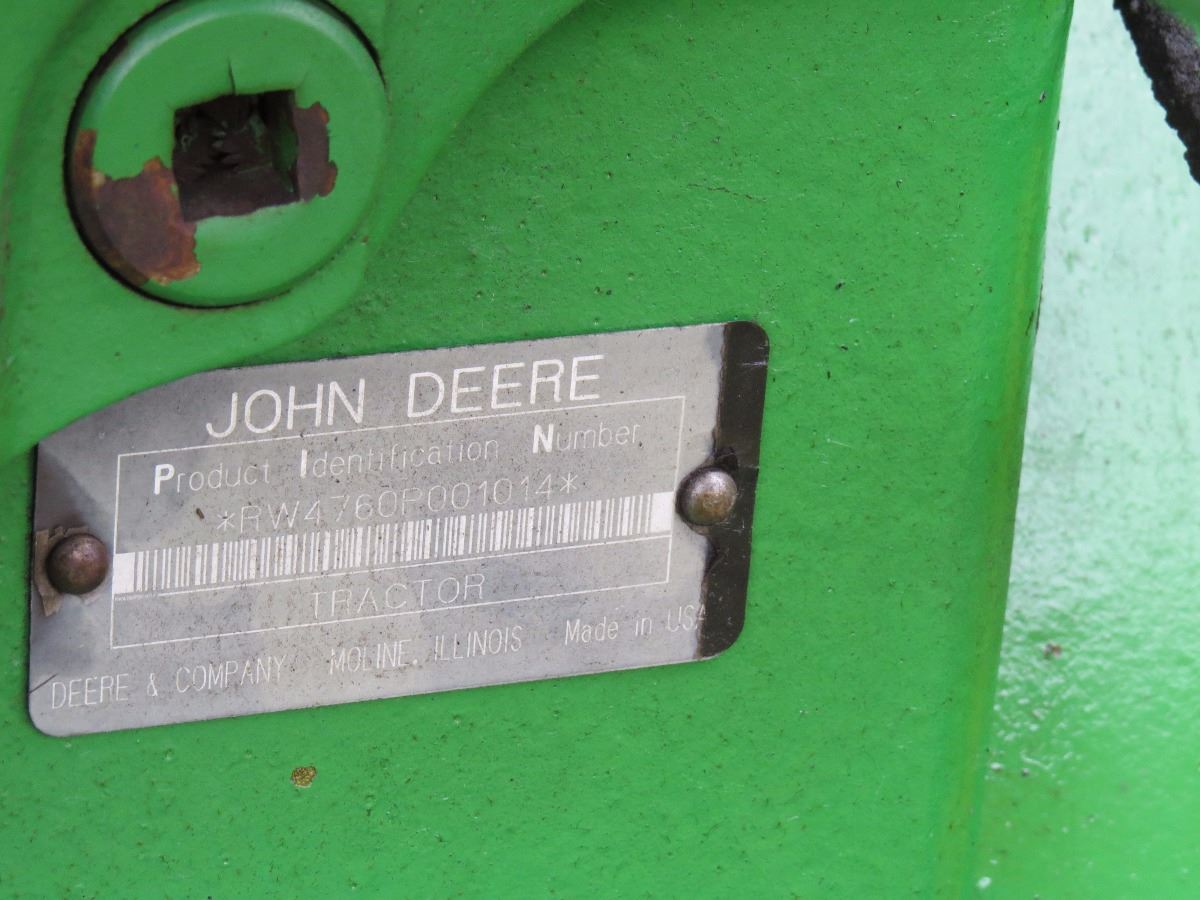 JOHN DEERE
Product Identification Number
*RW4760P001014*
TRACTOR
DEERE & COMPANY MOLINE, ILLINOIS Made in USA